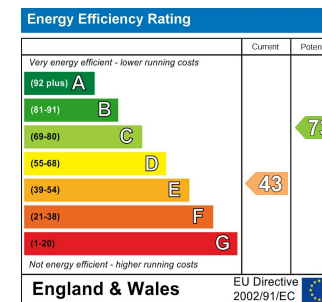 Energy Efficiency Rating
Current
Very energy efficient - lower running costs
(92 plus) A
(81-91) B
(69-80) C
(55-68) D
(39-54) E
43
(21-38) F
(1-20) G
Not energy efficient - higher running costs
England & Wales
EU Directive
2002/91/EC